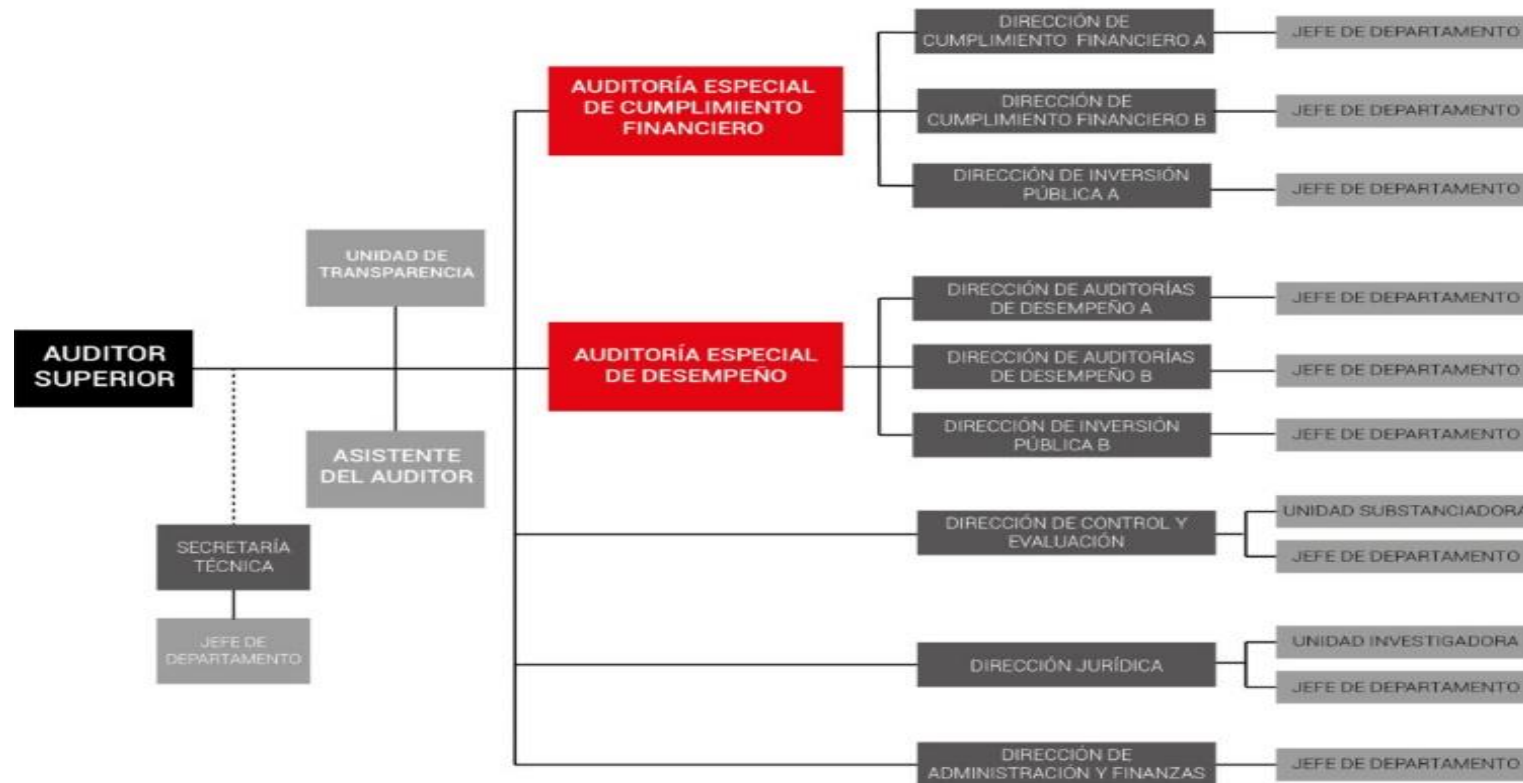 AUDITOR
SUPERIOR
UNIDAD DE
TRANSPARENCIA
ASISTENTE
DEL AUDITOR
SECRETARÍA
TÉCNICA
JEFE DE
DEPARTAMENTO
AUDITORÍA ESPECIAL
DE CUMPLIMIENTO
FINANCIERO
DIRECCIÓN DE
CUMPLIMIENTO FINANCIERO A
JEFE DE DEPARTAMENTO
DIRECCIÓN DE
CUMPLIMIENTO FINANCIERO B
JEFE DE DEPARTAMENTO
DIRECCIÓN DE INVERSIÓN
PÚBLICA A
JEFE DE DEPARTAMENTO
AUDITORÍA ESPECIAL
DE DESEMPEÑO
DIRECCIÓN DE AUDITORÍAS
DE DESEMPEÑO A
JEFE DE DEPARTAMENTO
DIRECCIÓN DE AUDITORÍAS
DE DESEMPEÑO B
JEFE DE DEPARTAMENTO
DIRECCIÓN DE INVERSIÓN
PÚBLICA B
JEFE DE DEPARTAMENTO
DIRECCIÓN DE CONTROL Y
EVALUACIÓN
UNIDAD SUBSTANCIADORA
JEFE DE DEPARTAMENTO
DIRECCIÓN JURÍDICA
UNIDAD INVESTIGADORA
JEFE DE DEPARTAMENTO
DIRECCIÓN DE
ADMINISTRACIÓN Y FINANZAS
JEFE DE DEPARTAMENTO